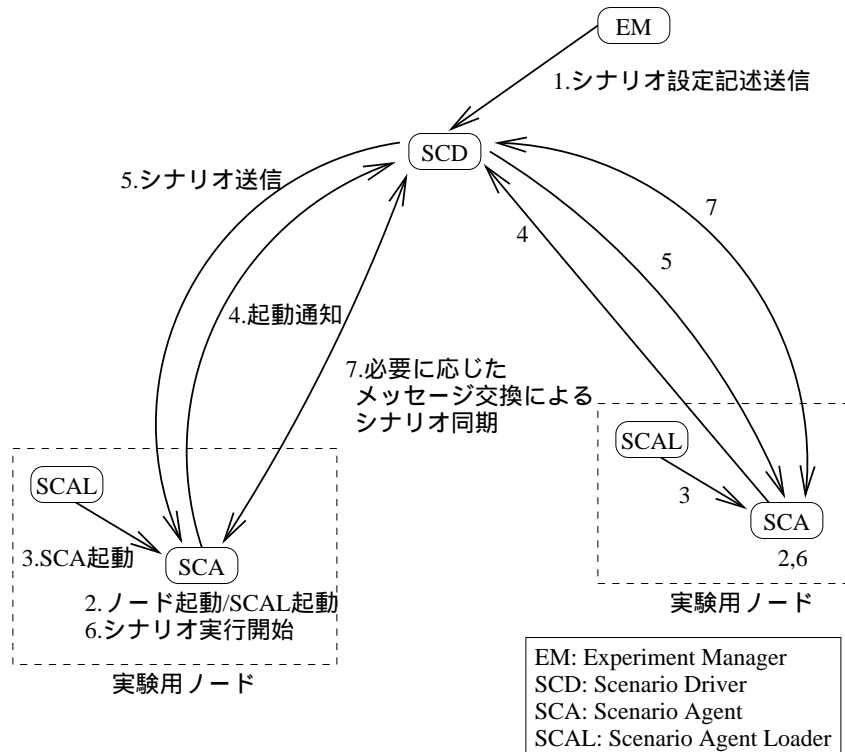 EM
1.シナリオ設定記述送信
SCD
5.シナリオ送信
7
4
5
4.起動通知
7.必要に応じた
メッセージ交換による
シナリオ同期
SCAL
SCAL
3
SCA
3.SCA起動
SCA
2,6
2.ノード起動/SCAL起動
6.シナリオ実行開始
実験用ノード
実験用ノード
EM: Experiment Manager
SCD: Scenario Driver
SCA: Scenario Agent
SCAL: Scenario Agent Loader